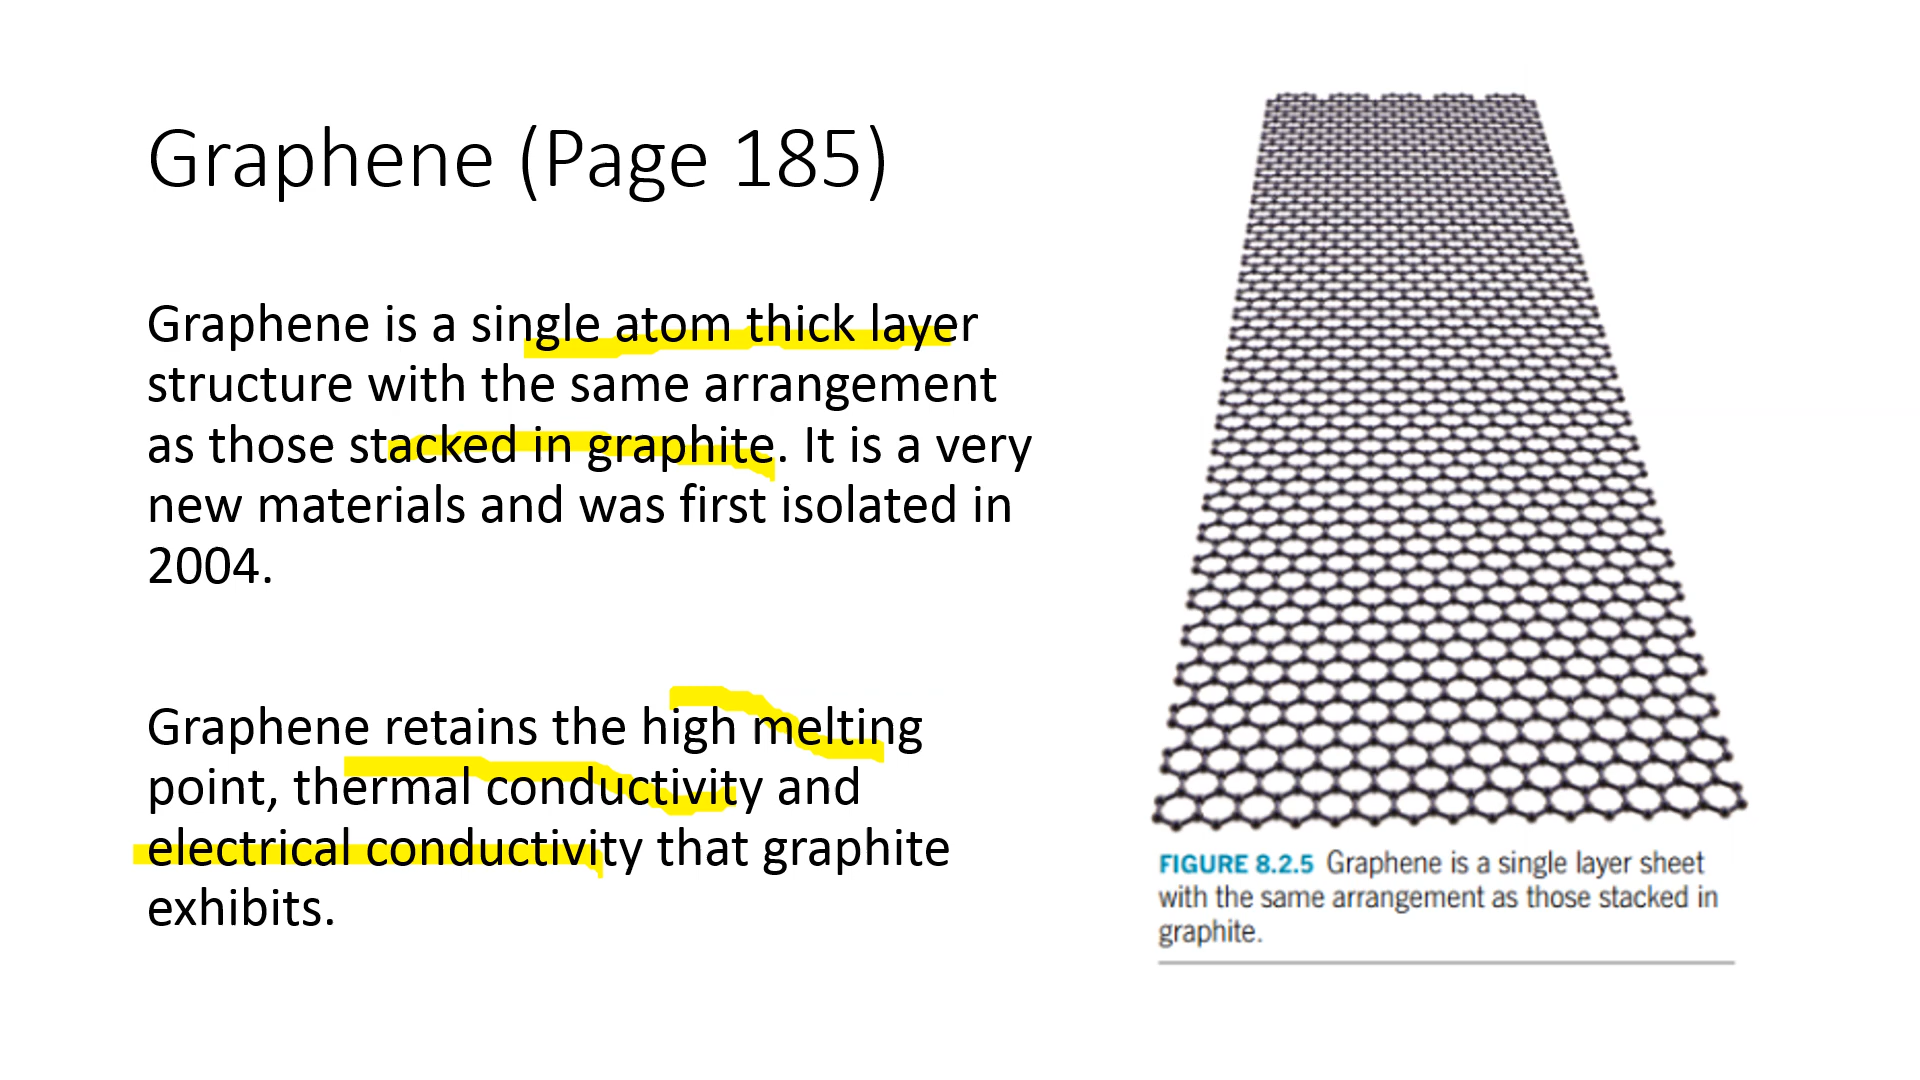 Graphene (Page 185)
Graphene is a single atom thick layer
structure with the same arrangement
as those stacked in graphite. It is a very
new materials and was first isolated in
2004.
Graphene retains the high melting
point, thermal conductivity and
electrical conductivity that graphite
exhibits.
FIGURE 8.2.5 Graphene is a single layer sheet
with the same arrangement as those stacked in
graphite.